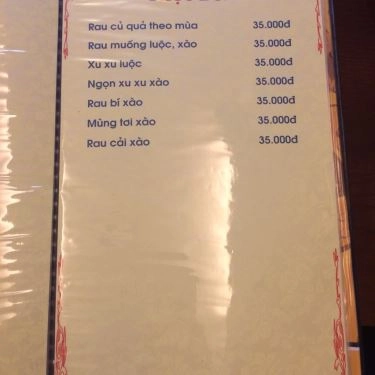 Rau củ quả theo mùa 35.000đ
Rau muống luộc, xào 35.000đ
Xu xu luộc 35.000đ
Ngọn xu xu xào 35.000đ
Rau bí xào 35.000đ
Mùng tơi xào 35.000đ
Rau cải xào 35.000đ